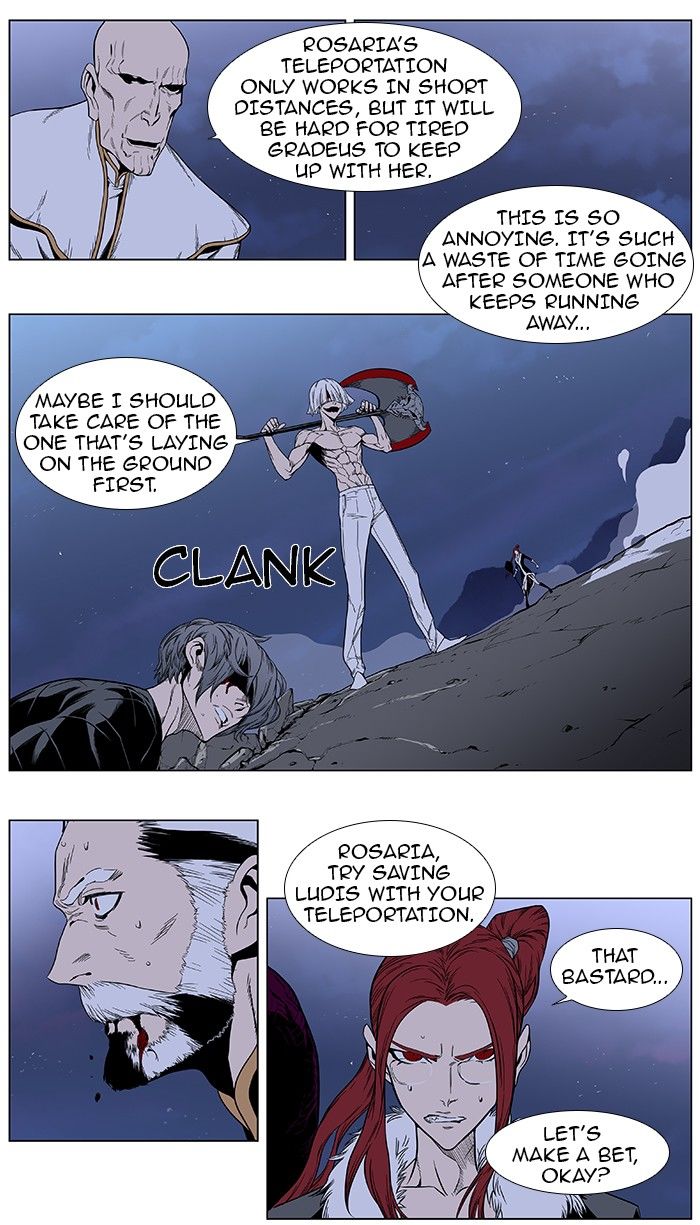 ROSARIA'S
TELEPORTATION
ONLY WORKS IN SHORT
DISTANCES, BUT IT WILL
BE HARD FOR TIRED
GRADEUS TO KEEP
UP WITH HER.
THIS IS SO
ANNOYING. IT'S SUCH
A WASTE OF TIME GOING
AFTER SOMEONE WHO
KEEPS RUNNING
AWAY...
MAYBE I SHOULD
TAKE CARE OF THE
ONE THAT'S LAYING
ON THE GROUND
FIRST.
CLANK
ROSARIA,
TRY SAVING
LUDIS WITH YOUR
TELEPORTATION.
THAT
BASTARD...
LET'S
MAKE A BET,
OKAY?